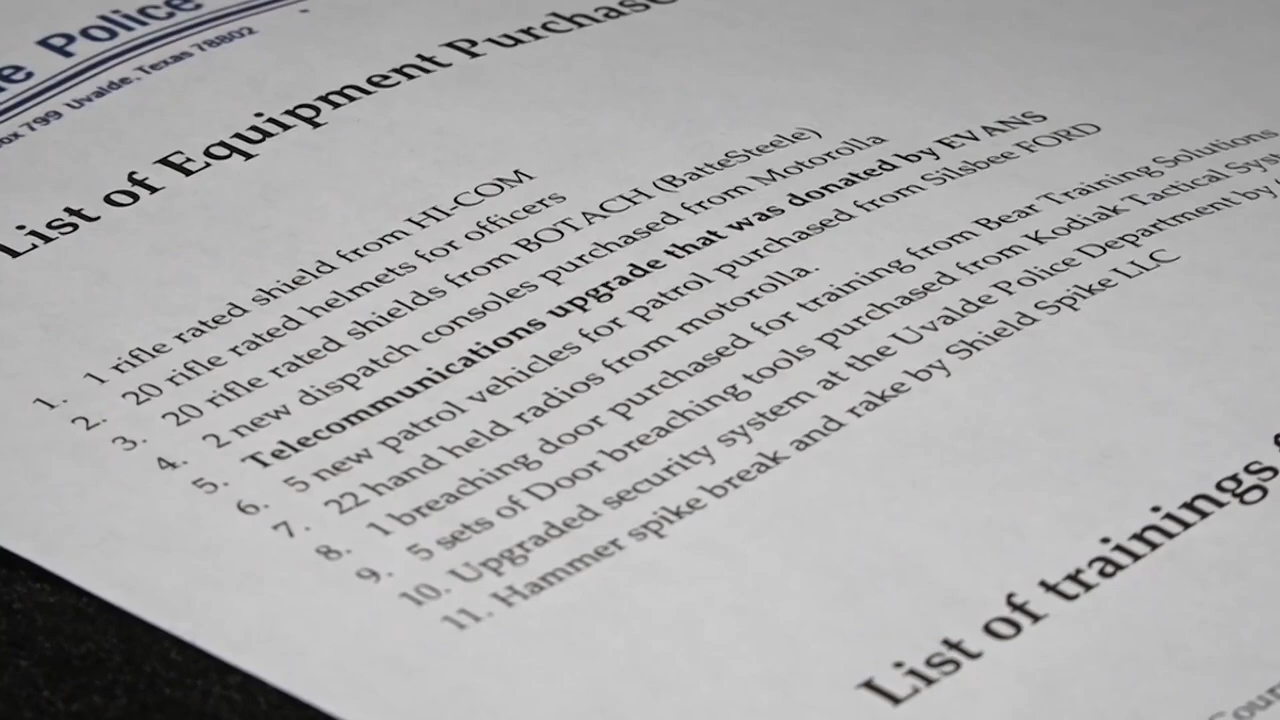 e Police
ox 799 Uvalde, Texas 78802
List of Equipment Purchas
1. 1 rifle rated shield from HI-COM
2. 20 rifle rated helmets for officers
3. 20 rifle rated shields from BOTACH (BatteSteele)
4. 2 new dispatch consoles purchased from Motorolla
5. Telecommunications upgrade that was donated by EVANS
6. 5 new patrol vehicles for patrol purchased from Silsbee FORD
7. 22 hand held radios from motorolla.
8. 1 breaching door purchased for training from Bear Training Solutions
9. 5 sets of Door breaching tools purchased from Kodiak Tactical Syst
10. Upgraded security system at the Uvalde Police Department by
11. Hammer spike break and rake by Shield Spike LLC
List of trainings
Coun